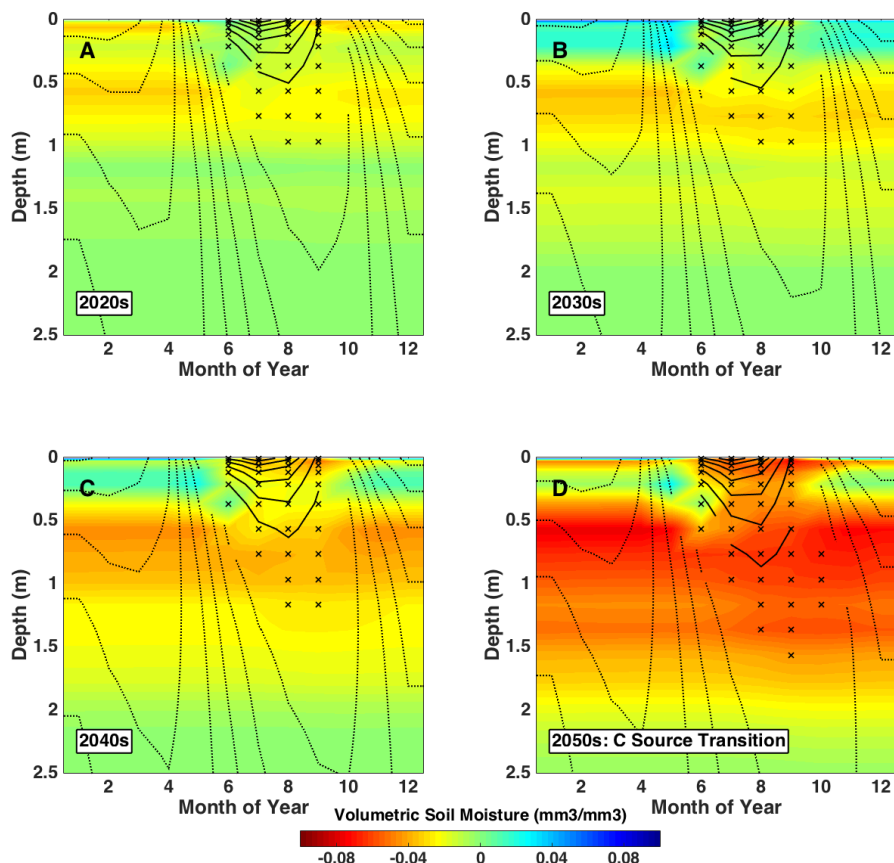 A
B
0
0.5
1
1.5
2
2.5
Depth (m)
2020s
2 4 6 8 10 12
Month of Year
0
0.5
1
1.5
2
2.5
Depth (m)
2030s
2 4 6 8 10 12
Month of Year
C
D
0
0.5
1
1.5
2
2.5
Depth (m)
2040s
2 4 6 8 10 12
Month of Year
0
0.5
1
1.5
2
2.5
Depth (m)
2050s: C Source Transition
2 4 6 8 10 12
Month of Year
Volumetric Soil Moisture (mm3/mm3)
-0.08 -0.04 0 0.04 0.08